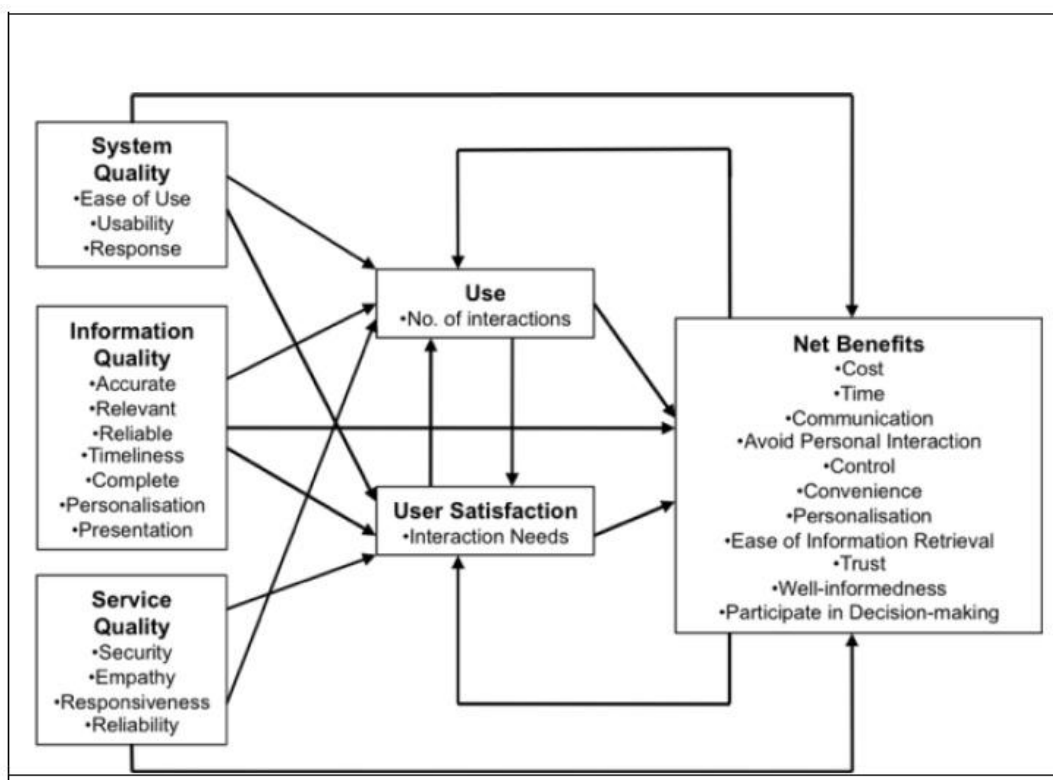 System
Quality
•Ease of Use
•Usability
•Response
Information
Quality
•Accurate
•Relevant
•Reliable
•Timeliness
•Complete
•Personalisation
•Presentation
Service
Quality
•Security
•Empathy
•Responsiveness
•Reliability
Use
•No. of interactions
User Satisfaction
•Interaction Needs
Net Benefits
•Cost
•Time
•Communication
•Avoid Personal Interaction
•Control
•Convenience
•Personalisation
•Ease of Information Retrieval
•Trust
•Well-informedness
•Participate in Decision-making